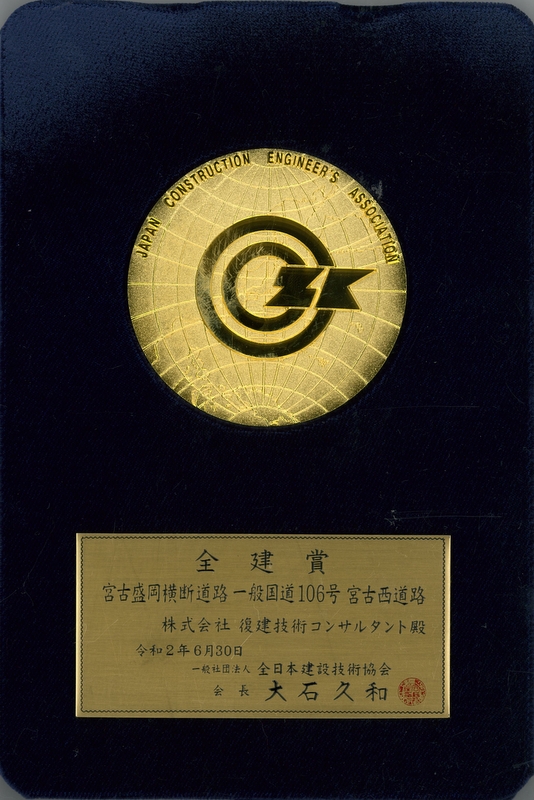 JAPAN CONSTRUCTION ENGINEER'S ASSOCIATION
ZK
全建賞
宮古盛岡横断道路 一般国道106号 宮古西道路
株式会社 復建技術コンサルタント殿
令和2年6月30日
一般社団法人 全日本建設技術協会
会長 大石久和